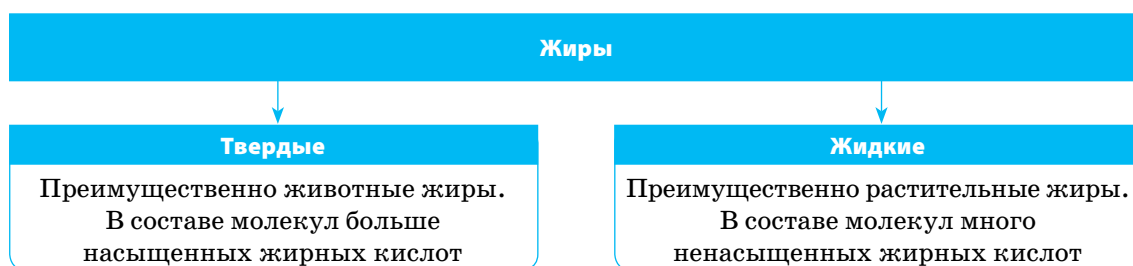 Жиры
Твердые
Преимущественно животные жиры.
В составе молекул больше
насыщенных жирных кислот
Жидкие
Преимущественно растительные жиры.
В составе молекул много
ненасыщенных жирных кислот